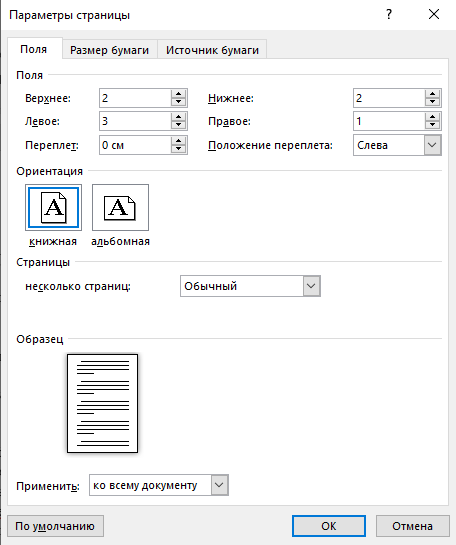 Параметры страницы ? ×
Поля Размер бумаги Источник бумаги
Поля
Верхнее: 2 Нижнее: 2
Левое: 3 Правое: 1
Переплет: 0 см Положение переплета: Слева
Ориентация
A A
книжная альбомная
Страницы
несколько страниц: Обычный
Образец
Применить: ко всему документу
По умолчанию ОК Отмена